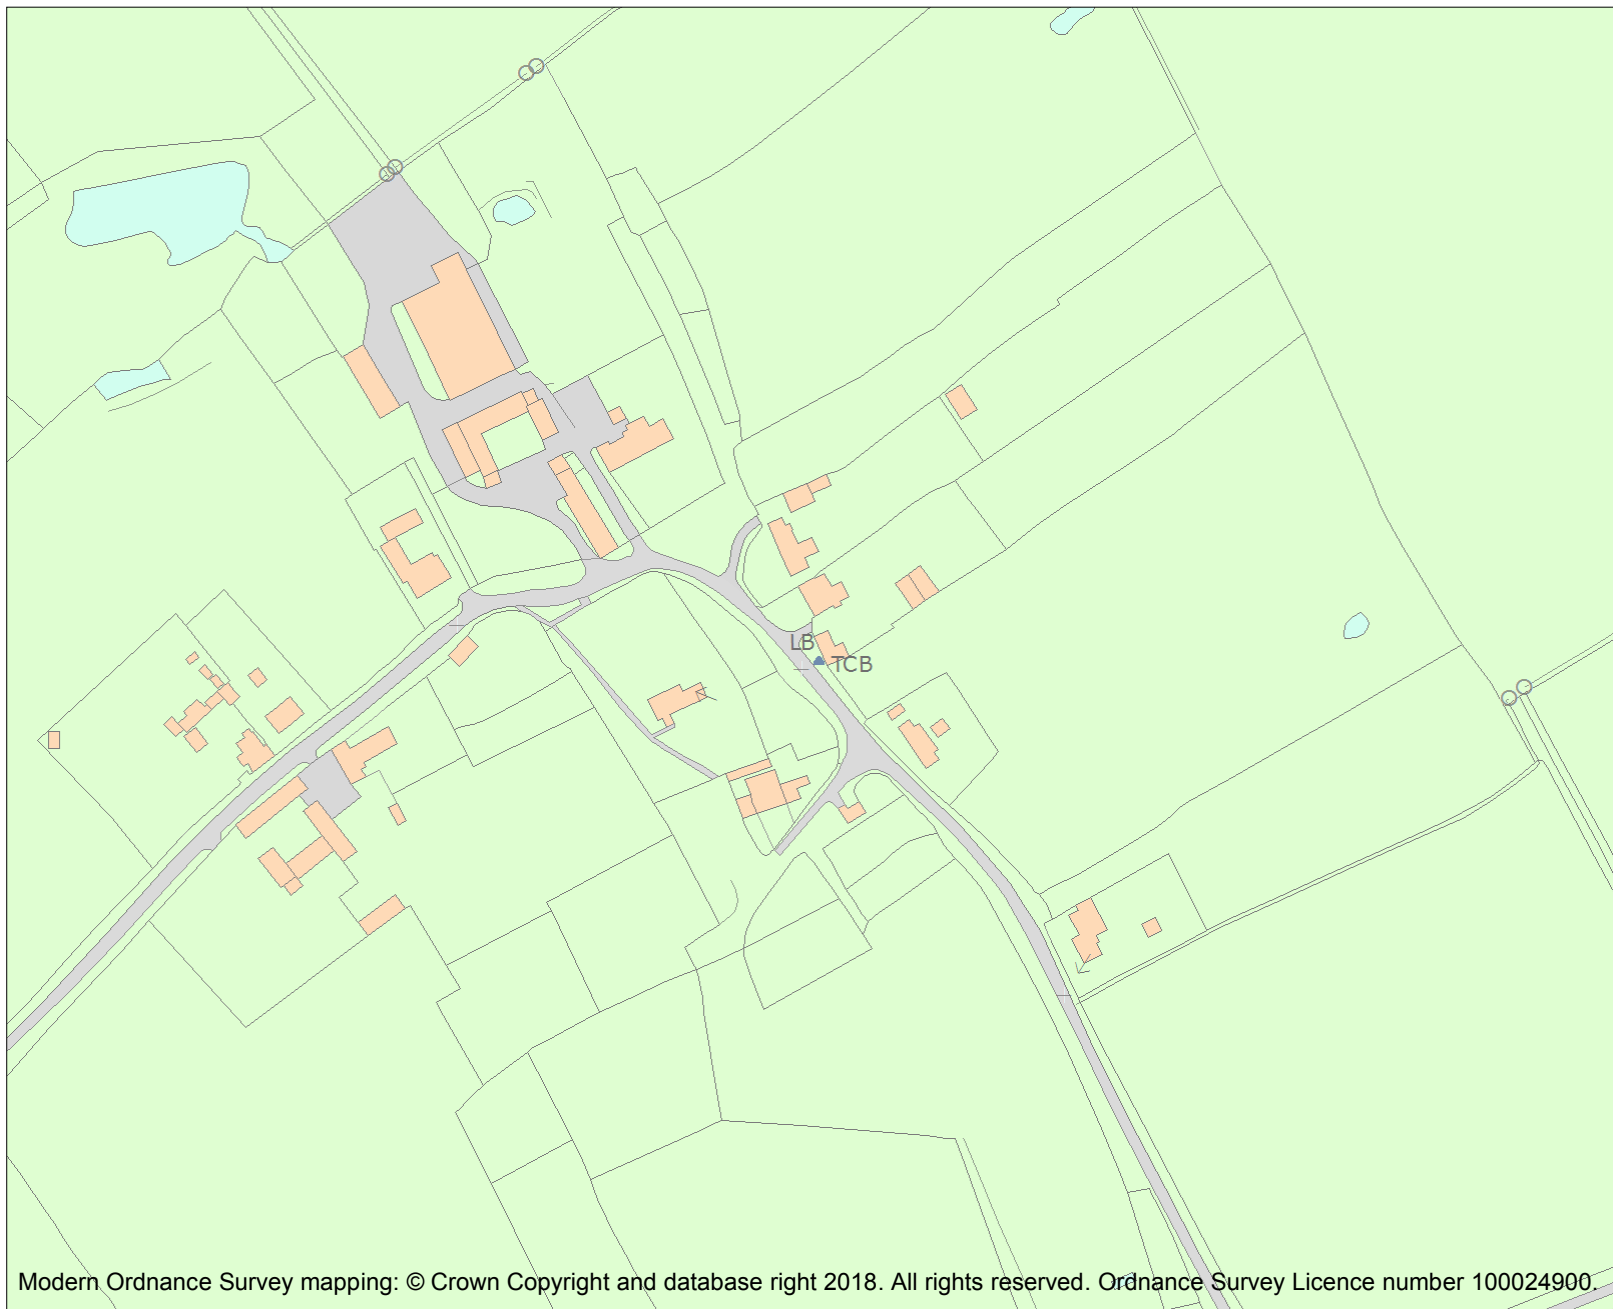 LB
TCB
Modern Ordnance Survey mapping: © Crown Copyright and database right 2018. All rights reserved. Ordnance Survey Licence number 100024900.